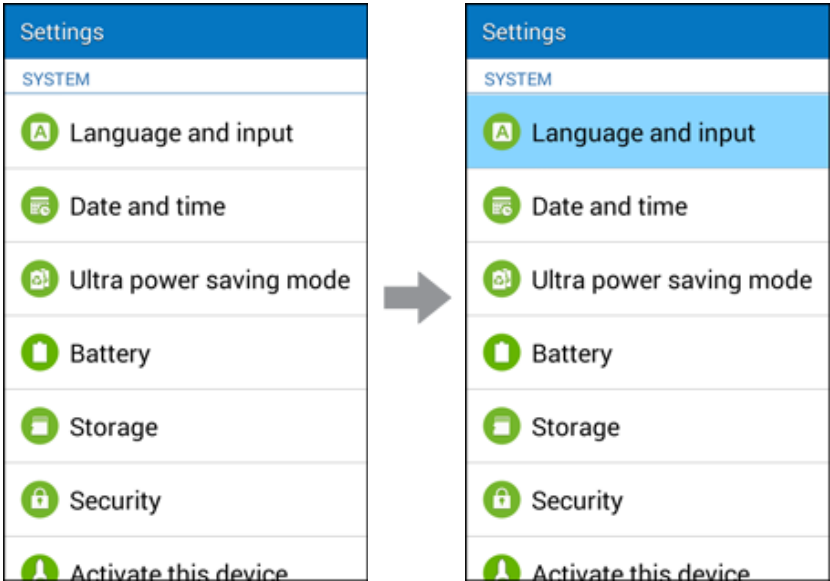 Settings
SYSTEM
A Language and input
Date and time
Ultra power saving mode
Battery
Storage
Security
Activate this device
Settings
SYSTEM
A Language and input
Date and time
Ultra power saving mode
Battery
Storage
Security
Activate this device